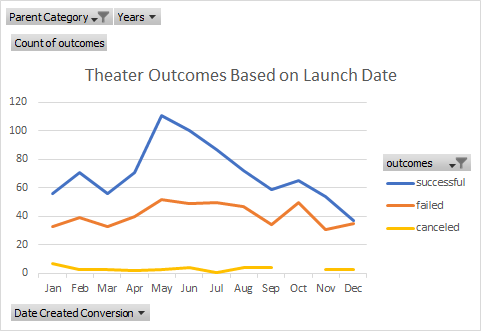 Parent Category Years
Count of outcomes
Theater Outcomes Based on Launch Date
120
100
80
60
40
20
0
Jan Feb Mar Apr May Jun Jul Aug Sep Oct Nov Dec
outcomes
successful
failed
canceled
Date Created Conversion